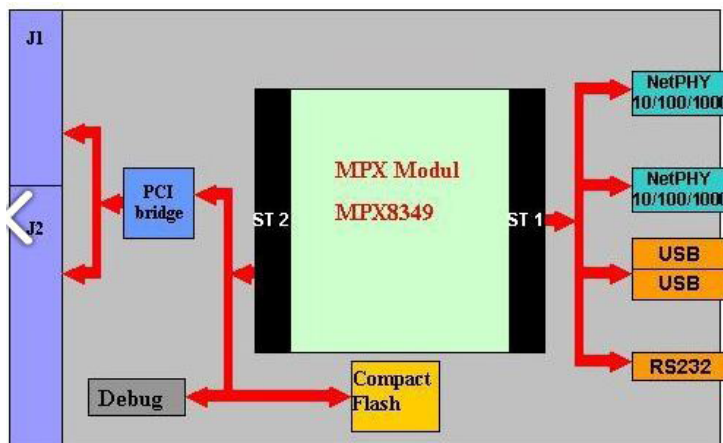 J1
J2
PCI
bridge
Debug
ST 2
MPX Modul
MPX8349
ST 1
Compact
Flash
NetPHY
10/100/1000
NetPHY
10/100/1000
USB
USB
RS232